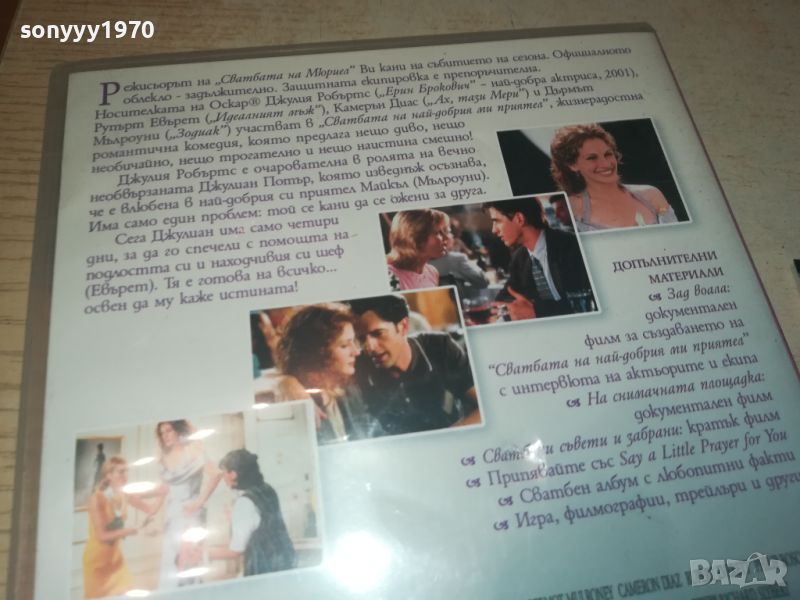 sonyyy1970
Режисьорът на „Сватбата на Мюриел” Ви кани на събитието на сезона. Официалното
облекло - задължително. Защитната екипировка е препоръчителна.
Носителката на Оскар® Джулия Робъртс („Ерин Брокович” - най-добра актриса, 2001),
Рупърт Евърет („Идеалният мъж”), Камерън Диас („Ах, тази Мери”) и Дърмът
Мълроуни („Зодиак”) участват в „Сватбата на най-добрия ми приятел”, жизнерадостна
романтична комедия, която предлага нещо диво, нещо
необичайно, нещо трогателно и нещо наистина смешно!
Джулия Робъртс е очарователна в ролята на вечно
необвързаната Джулиан Потър, която изведнъж осъзнава,
че е влюбена в най-добрия си приятел Майкъл (Мълроуни).
Има само един проблем: той се кани да се ожени за друга.
Сега Джулиан има само четири
дни, за да го спечели с помощта на
подлостта си и находчивия си шеф
(Евърет). Тя е готова на всичко...
освен да му каже истината!
ДОПЪЛНИТЕЛНИ
МАТЕРИАЛИ
Зад воала:
документален
филм за създаването на
“Сватбата на най-добрия ми приятел”
с интервюта на актьорите и екипа
На снимачната площадка:
документален филм
съвети и забрани: кратък филм
Припявайте със Say a Little Prayer for You
Сватбен албум с любопитни факти
Игра, филмографии, трейлъри и други
MULRONEY CAMERON DIAZ
BAZAR